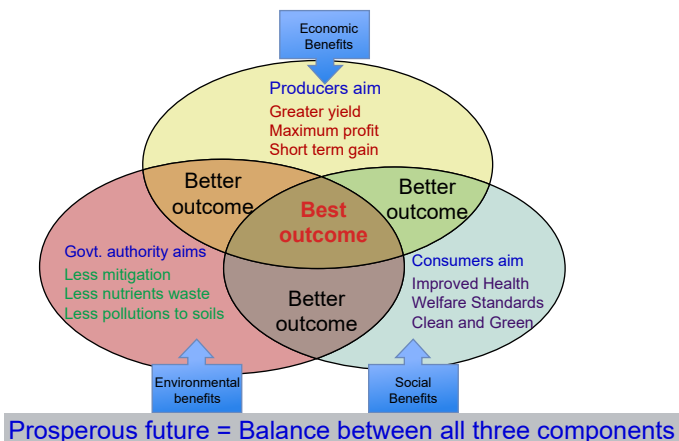 Economic
Benefits
Producers aim
Greater yield
Maximum profit
Short term gain
Better
outcome
Better
outcome
Best
outcome
Govt. authority aims
Less mitigation
Less nutrients waste
Less pollutions to soils
Consumers aim
Improved Health
Welfare Standards
Clean and Green
Better
outcome
Environmental
benefits
Social
Benefits
Prosperous future = Balance between all three components